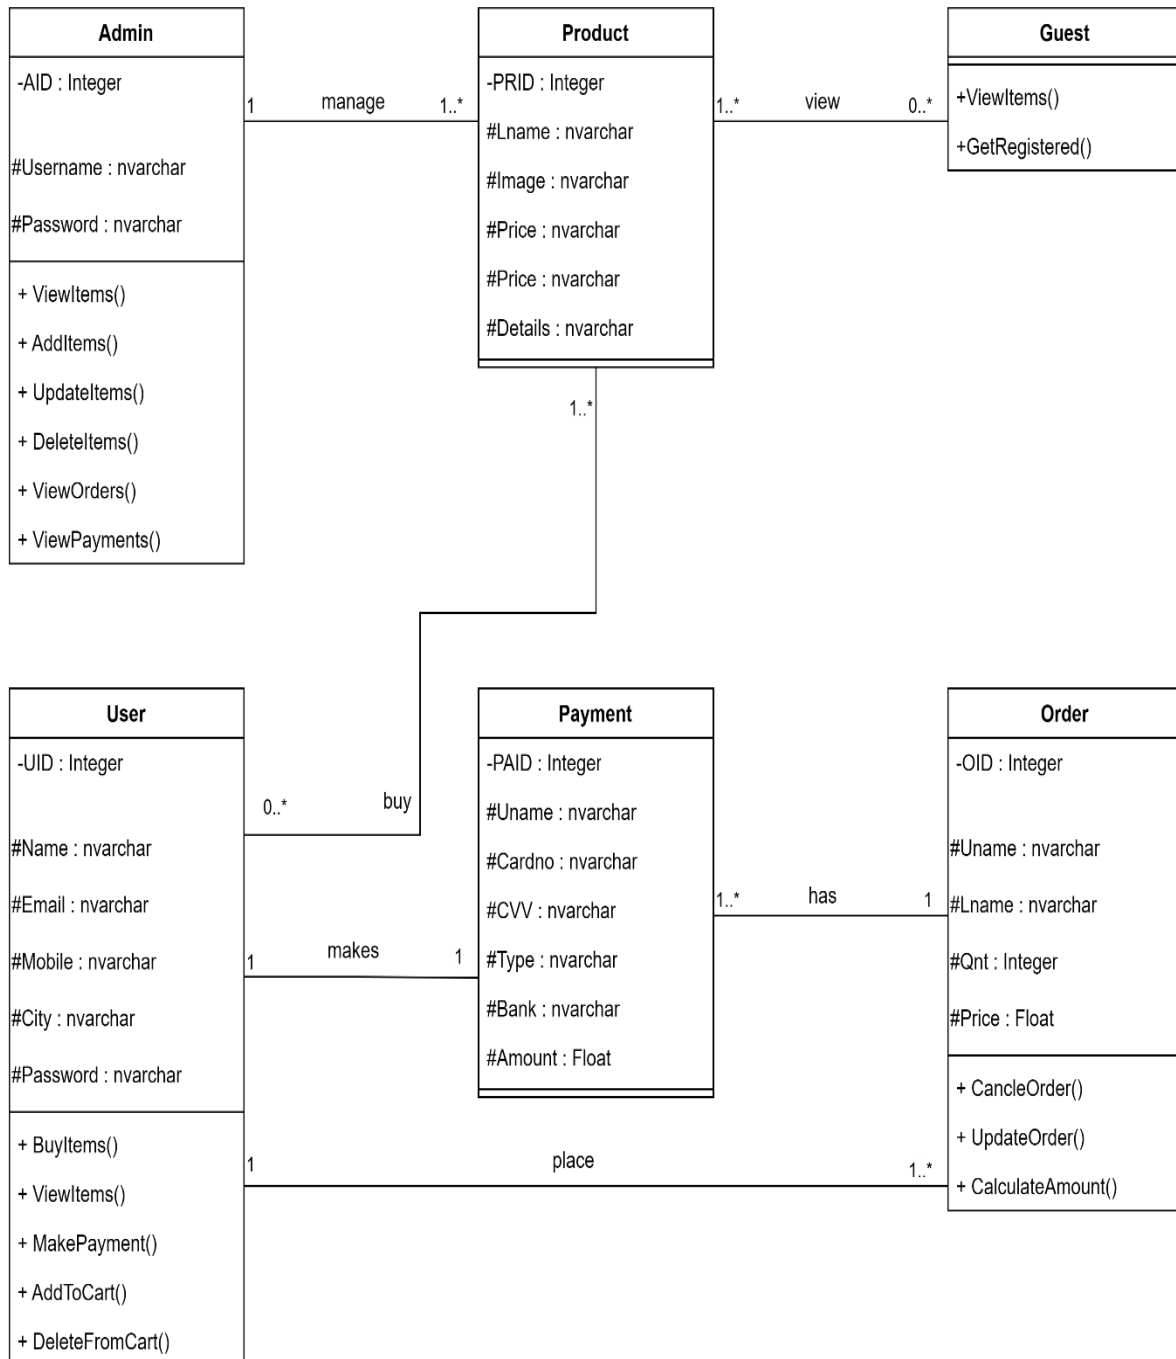 Admin
-AID : Integer
#Username : nvarchar
#Password : nvarchar
+ ViewItems()
+ AddItems()
+ UpdateItems()
+ DeleteItems()
+ ViewOrders()
+ ViewPayments()
1
manage
1..*
Product
-PRID : Integer
#Lname : nvarchar
#Image : nvarchar
#Price : nvarchar
#Price : nvarchar
#Details : nvarchar
1..*
view
0..*
Guest
+ViewItems()
+GetRegistered()
1..*
buy
0..*
User
-UID : Integer
#Name : nvarchar
#Email : nvarchar
#Mobile : nvarchar
#City : nvarchar
#Password : nvarchar
+ BuyItems()
+ ViewItems()
+ MakePayment()
+ AddToCart()
+ DeleteFromCart()
1
makes
1
Payment
-PAID : Integer
#Uname : nvarchar
#Cardno : nvarchar
#CVV : nvarchar
#Type : nvarchar
#Bank : nvarchar
#Amount : Float
1..*
has
1
Order
-OID : Integer
#Uname : nvarchar
#Lname : nvarchar
#Qnt : Integer
#Price : Float
+ CancleOrder()
+ UpdateOrder()
+ CalculateAmount()
1
place
1..*